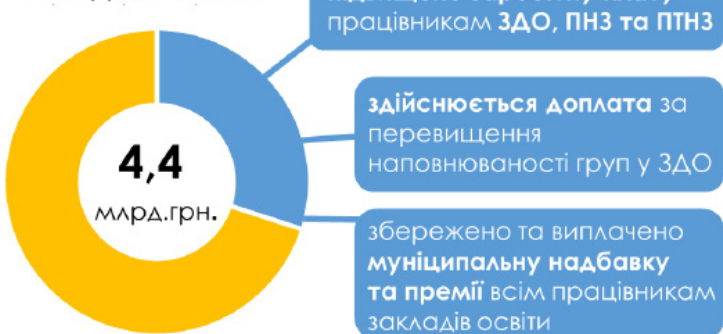 працівникам ЗДО, ПНЗ та ПТНЗ
здійснюється доплата за
перевищення
наповнюваності груп у ЗДО
4,4
млрд.грн.
збережено та виплачено
муніципальну надбавку
та премії всім працівникам
закладів освіти